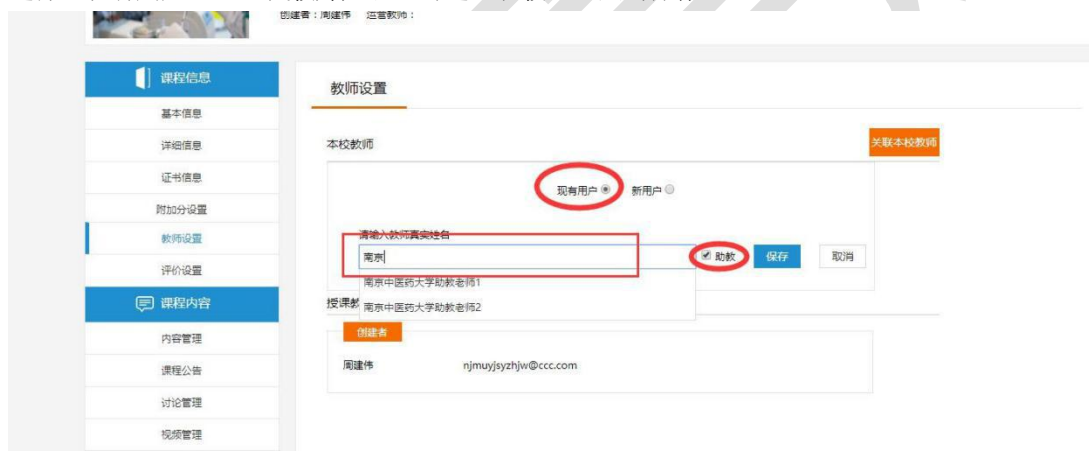 创建者：周建伟 运营教师：
课程信息
基本信息
详细信息
证书信息
附加分设置
教师设置
评价设置
课程内容
内容管理
课程公告
讨论管理
视频管理
教师设置
本校教师
关联本校教师
现有用户 新用户
请输入教师真实姓名
南京
助教 保存 取消
南京中医药大学助教老师1
南京中医药大学助教老师2
授课教
创建者
周建伟 njmuyjsyzhjw@ccc.com